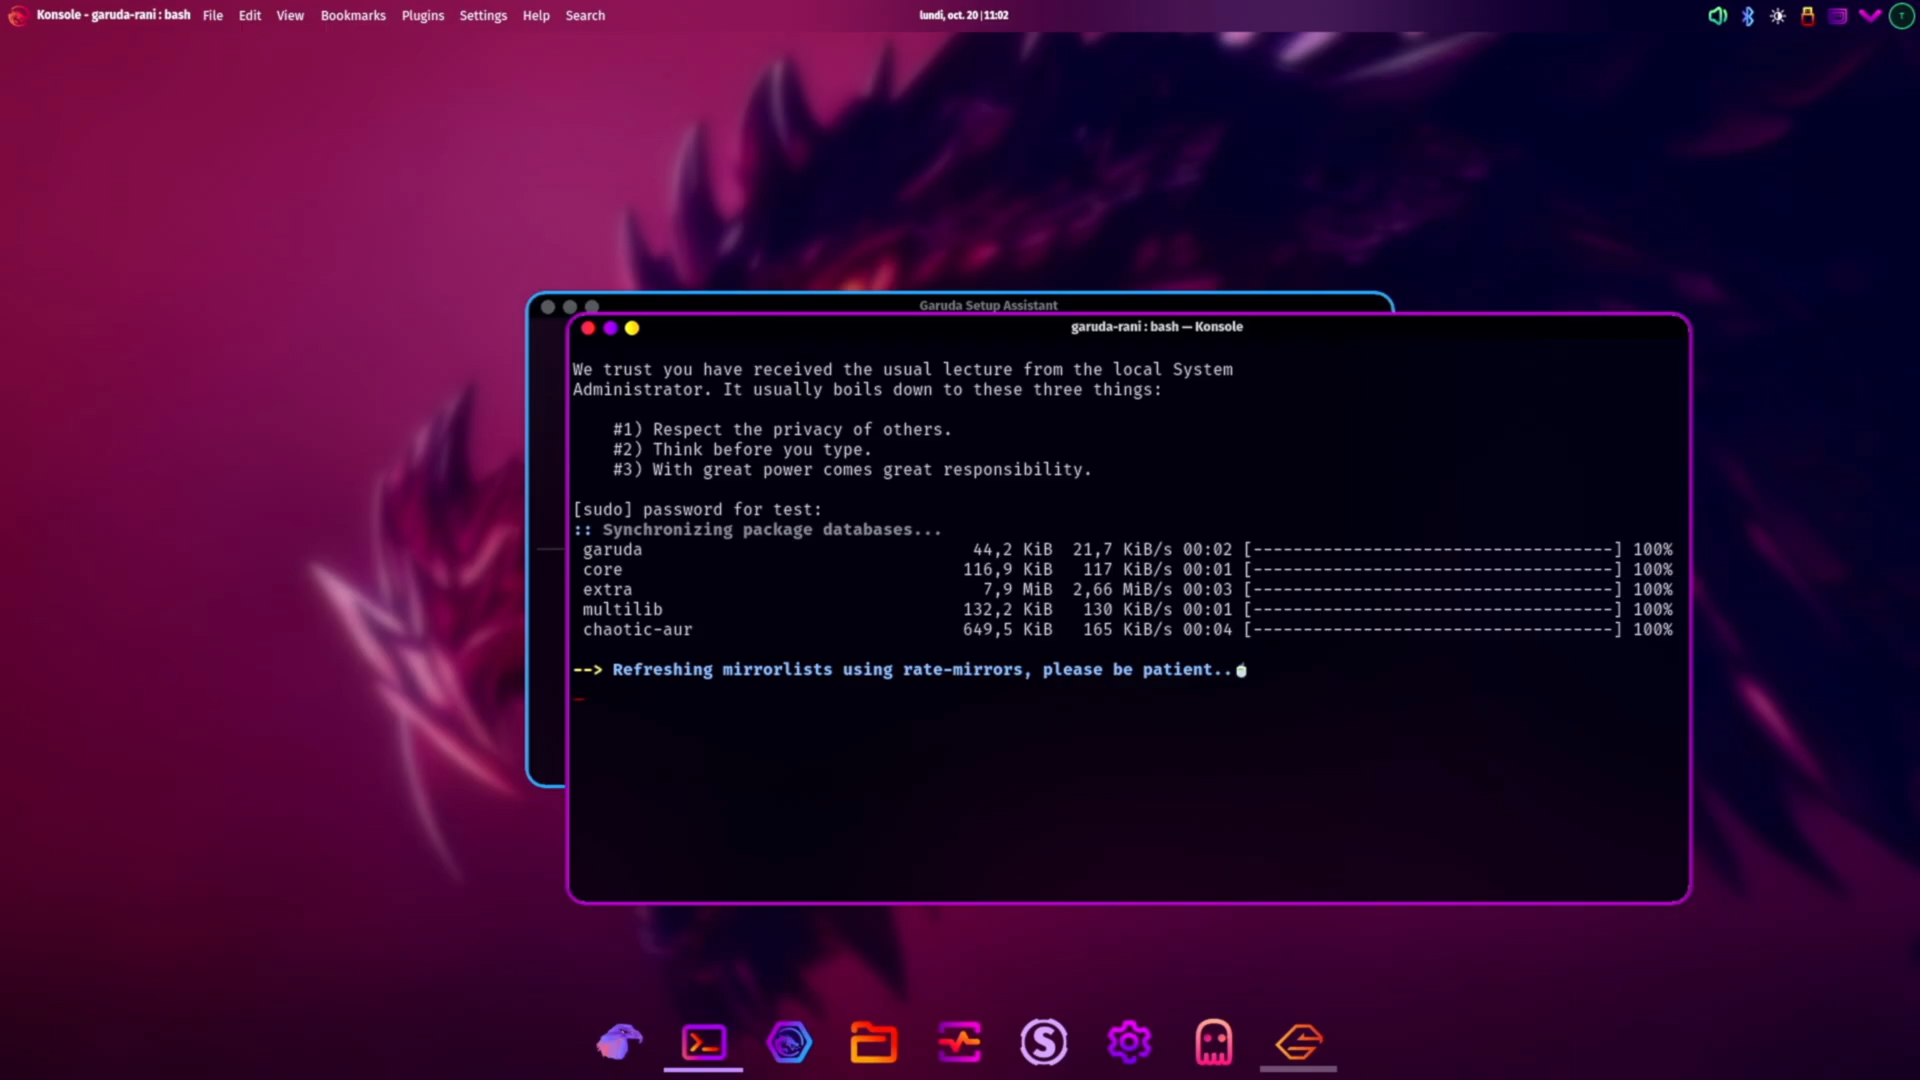 Konsole - garuda-rani : bash File Edit View Bookmarks Plugins Settings Help Search
lundi, oct. 20 | 11:02
T
Garuda Setup Assistant
garuda-rani : bash — Konsole
We trust you have received the usual lecture from the local System
Administrator. It usually boils down to these three things:
#1) Respect the privacy of others.
#2) Think before you type.
#3) With great power comes great responsibility.
[sudo] password for test:
:: Synchronizing package databases...
garuda 44,2 KiB 21,7 KiB/s 00:02 [------------------------------------] 100%
core 116,9 KiB 117 KiB/s 00:01 [------------------------------------] 100%
extra 7,9 MiB 2,66 MiB/s 00:03 [------------------------------------] 100%
multilib 132,2 KiB 130 KiB/s 00:01 [------------------------------------] 100%
chaotic-aur 649,5 KiB 165 KiB/s 00:04 [------------------------------------] 100%
--> Refreshing mirrorlists using rate-mirrors, please be patient..🍵